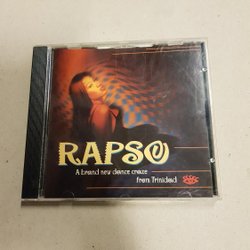 RAPSO
A brand new dance craze
from Trinidad